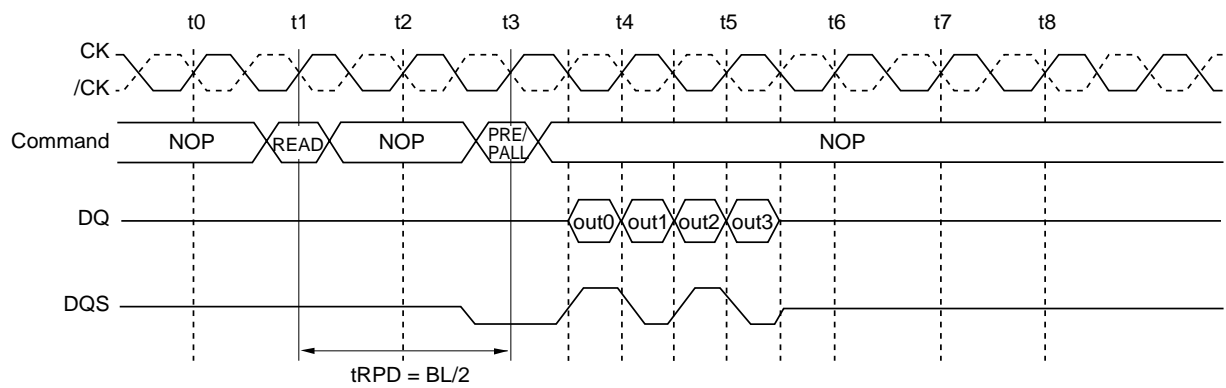 t0 t1 t2 t3 t4 t5 t6 t7 t8
CK
/CK
Command NOP READ NOP PRE/ PALL NOP
DQ out0 out1 out2 out3
DQS
tRPD = BL/2